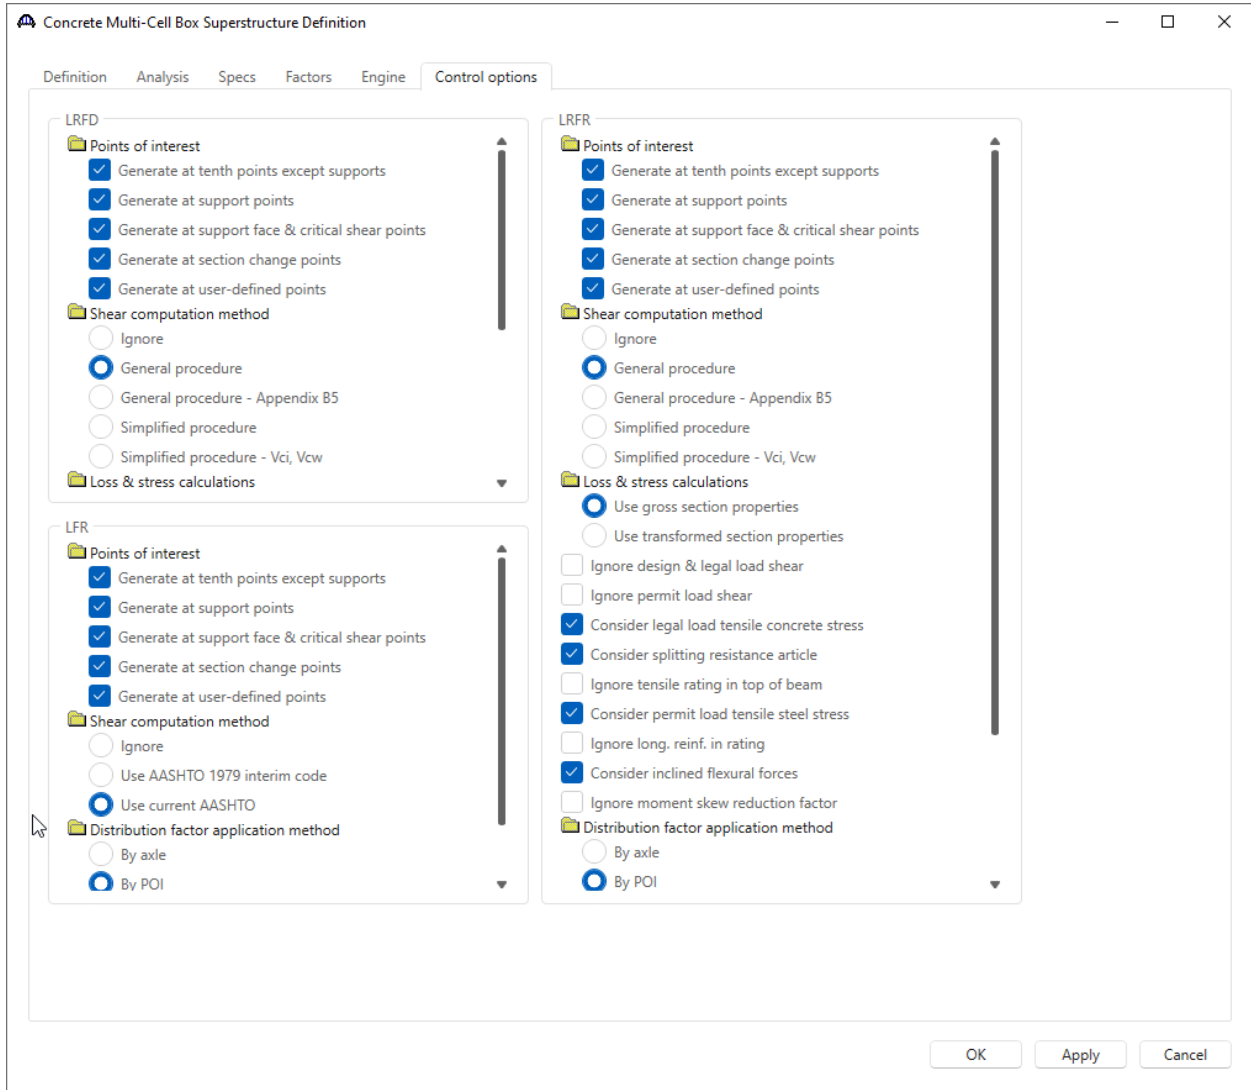 Concrete Multi-Cell Box Superstructure Definition
Definition Analysis Specs Factors Engine Control options
LRFD
Points of interest
Generate at tenth points except supports
Generate at support points
Generate at support face & critical shear points
Generate at section change points
Generate at user-defined points
Shear computation method
Ignore
General procedure
General procedure - Appendix B5
Simplified procedure
Simplified procedure - Vci, Vcw
Loss & stress calculations
LFR
Points of interest
Generate at tenth points except supports
Generate at support points
Generate at support face & critical shear points
Generate at section change points
Generate at user-defined points
Shear computation method
Ignore
Use AASHTO 1979 interim code
Use current AASHTO
Distribution factor application method
By axle
By POI
LRFR
Points of interest
Generate at tenth points except supports
Generate at support points
Generate at support face & critical shear points
Generate at section change points
Generate at user-defined points
Shear computation method
Ignore
General procedure
General procedure - Appendix B5
Simplified procedure
Simplified procedure - Vci, Vcw
Loss & stress calculations
Use gross section properties
Use transformed section properties
Ignore design & legal load shear
Ignore permit load shear
Consider legal load tensile concrete stress
Consider splitting resistance article
Ignore tensile rating in top of beam
Consider permit load tensile steel stress
Ignore long. reinf. in rating
Consider inclined flexural forces
Ignore moment skew reduction factor
Distribution factor application method
By axle
By POI
OK Apply Cancel